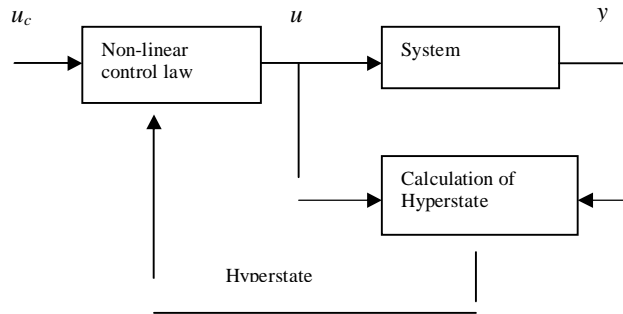 u_c
u
y
Non-linear
control law
System
Calculation of
Hyperstate
Hyperstate